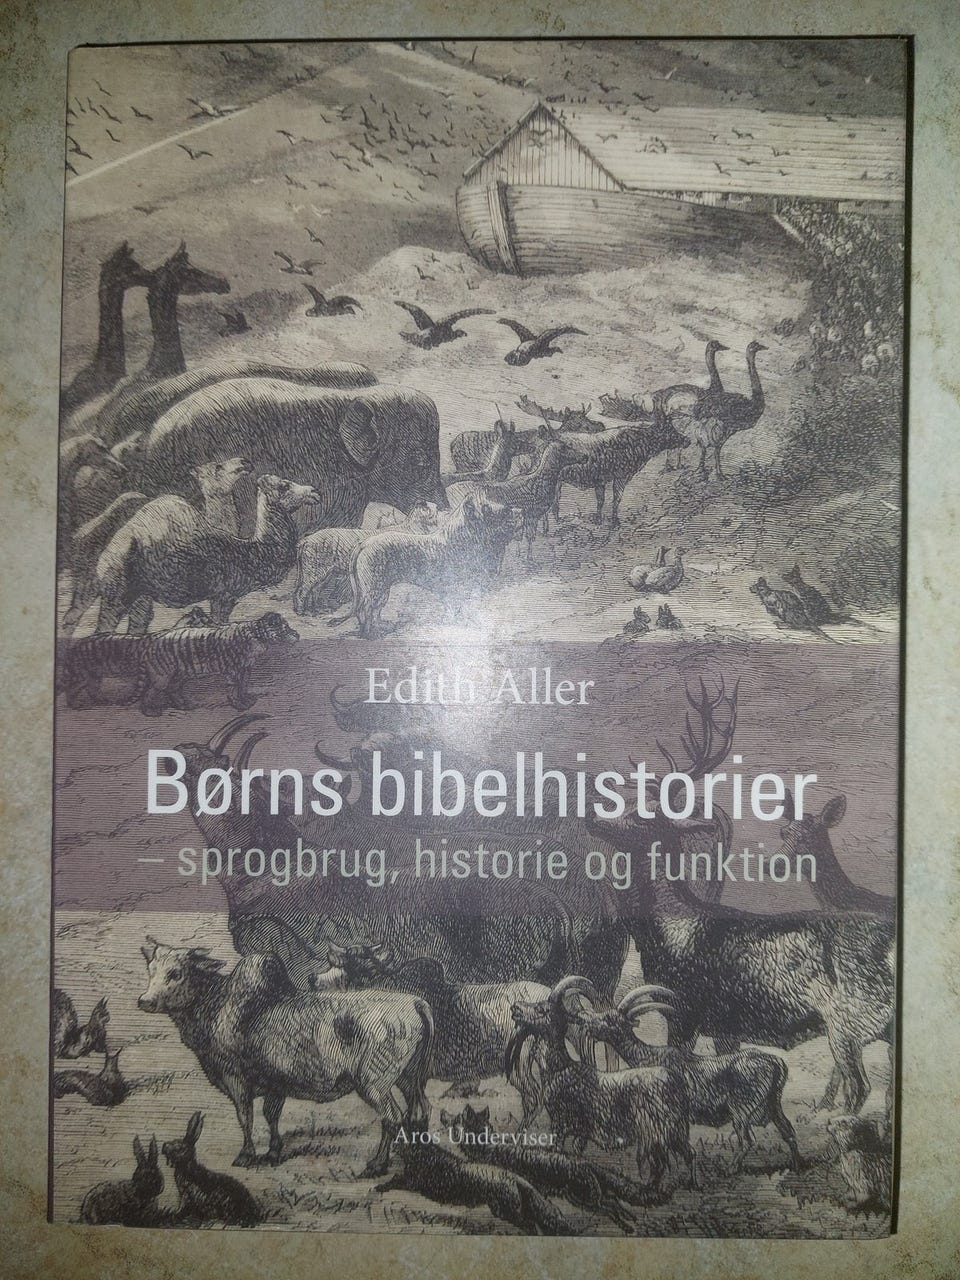 Edith Aller
Børns bibelhistorier
– sprogbrug, historie og funktion
Aros Underviser